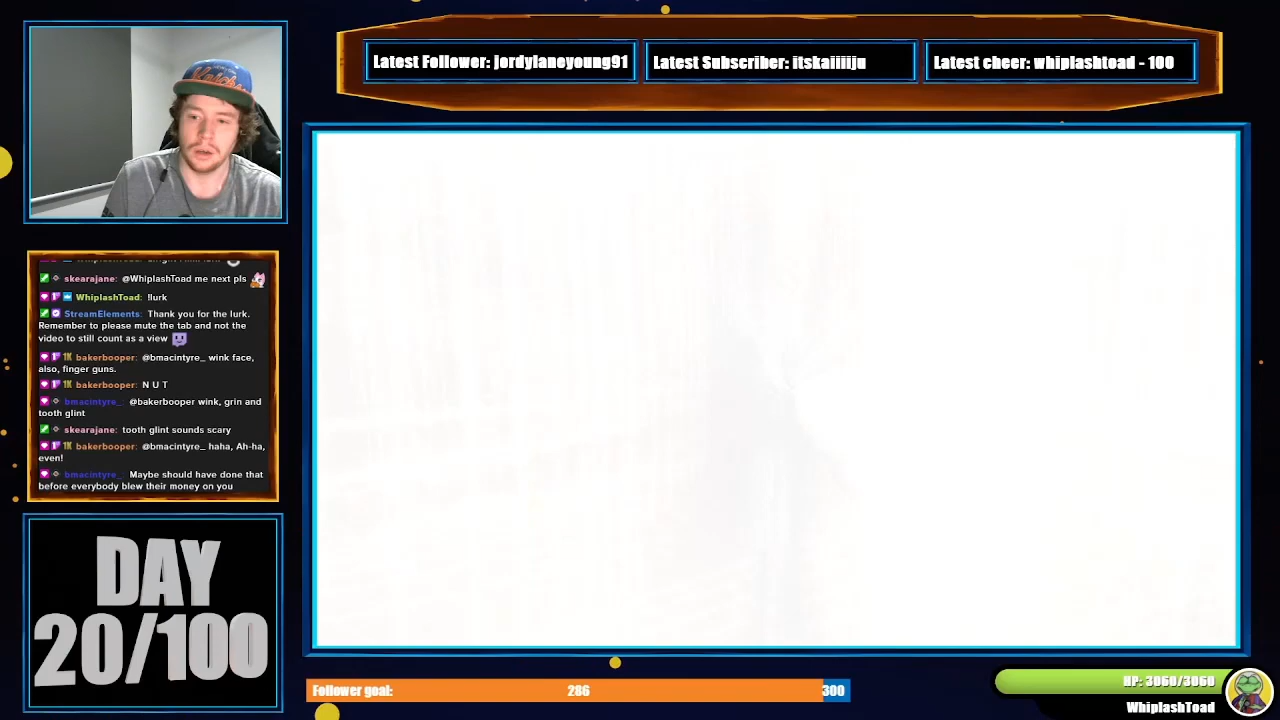 Latest Follower: jordylaneyoung91
Latest Subscriber: itskaiiiiju
Latest cheer: whiplashtoad - 100
Knicks
skearajane: @WhiplashToad me next pls
WhiplashToad: !lurk
StreamElements: Thank you for the lurk.
Remember to please mute the tab and not the
video to still count as a view
bakerbooper: @bmacintyre_ wink face,
also, finger guns.
bakerbooper: N U T
bmacintyre_: @bakerbooper wink, grin and
tooth glint
skearajane: tooth glint sounds scary
bakerbooper: @bmacintyre_ haha, Ah-ha,
even!
bmacintyre_: Maybe should have done that
before everybody blew their money on you
DAY
20/100
Follower goal: 286 300
HP: 3060/3060
WhiplashToad